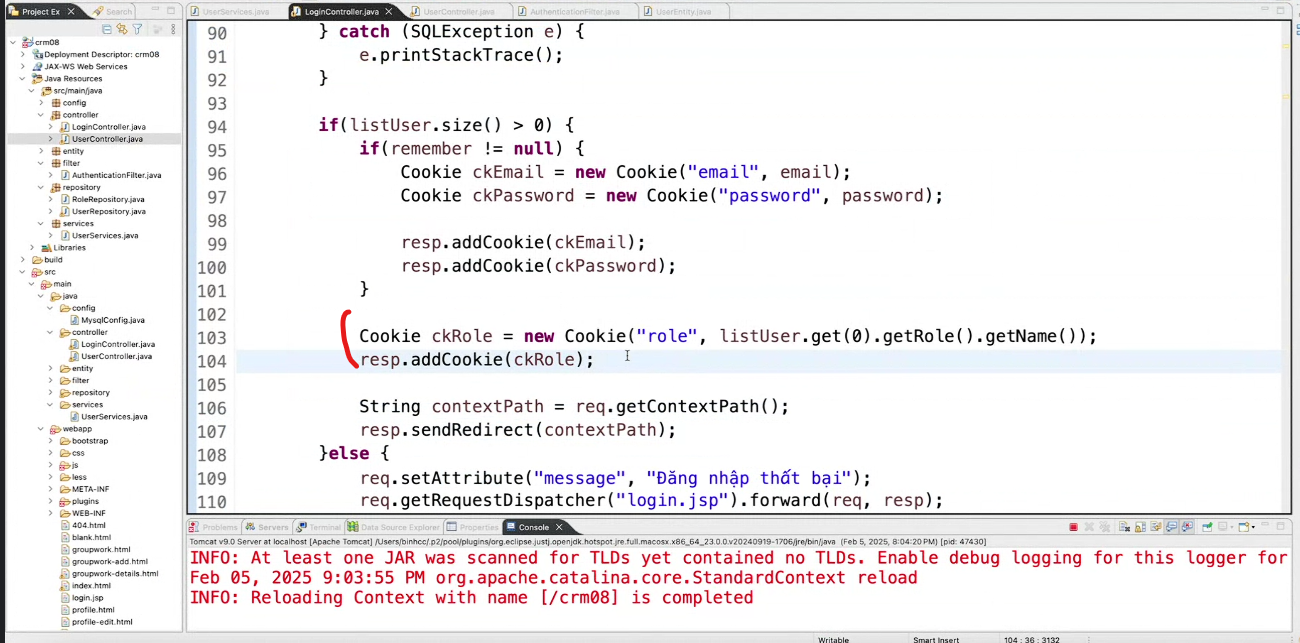 Project Ex
Search
UserServices.java
LoginController.java
UserController.java
AuthenticationFilter.java
UserEntity.java
crm08
Deployment Descriptor: crm08
JAX-WS Web Services
Java Resources
src/main/java
config
controller
LoginController.java
UserController.java
entity
filter
AuthenticationFilter.java
repository
RoleRepository.java
UserRepository.java
services
UserServices.java
Libraries
build
src
main
java
config
MysqlConfig.java
controller
LoginController.java
UserController.java
entity
filter
repository
services
UserServices.java
webapp
bootstrap
css
js
less
META-INF
plugins
WEB-INF
404.html
blank.html
groupwork.html
groupwork-add.html
groupwork-details.html
index.html
login.jsp
profile.html
profile-edit.html
90 } catch (SQLException e) {
91 e.printStackTrace();
92 }
93
94 if(listUser.size() > 0) {
95 if(remember != null) {
96 Cookie ckEmail = new Cookie("email", email);
97 Cookie ckPassword = new Cookie("password", password);
98
99 resp.addCookie(ckEmail);
100 resp.addCookie(ckPassword);
101 }
102
103 Cookie ckRole = new Cookie("role", listUser.get(0).getRole().getName());
104 resp.addCookie(ckRole);
105
106 String contextPath = req.getContextPath();
107 resp.sendRedirect(contextPath);
108 }else {
109 req.setAttribute("message", "Đăng nhập thất bại");
110 req.getRequestDispatcher("login.jsp").forward(req, resp);
Problems
Servers
Terminal
Data Source Explorer
Properties
Console
Tomcat v9.0 Server at localhost [Apache Tomcat] /Users/binhcc/.p2/pool/plugins/org.eclipse.justj.openjdk.hotspot.jre.full.macosx.x86_64_23.0.0.v20240919-1706/jre/bin/java (Feb 5, 2025, 8:04:20 PM) [pid: 47430]
INFO: At least one JAR was scanned for TLDs yet contained no TLDs. Enable debug logging for this logger for
Feb 05, 2025 9:03:55 PM org.apache.catalina.core.StandardContext reload
INFO: Reloading Context with name [/crm08] is completed
Writable
Smart Insert
104 : 36 : 3132